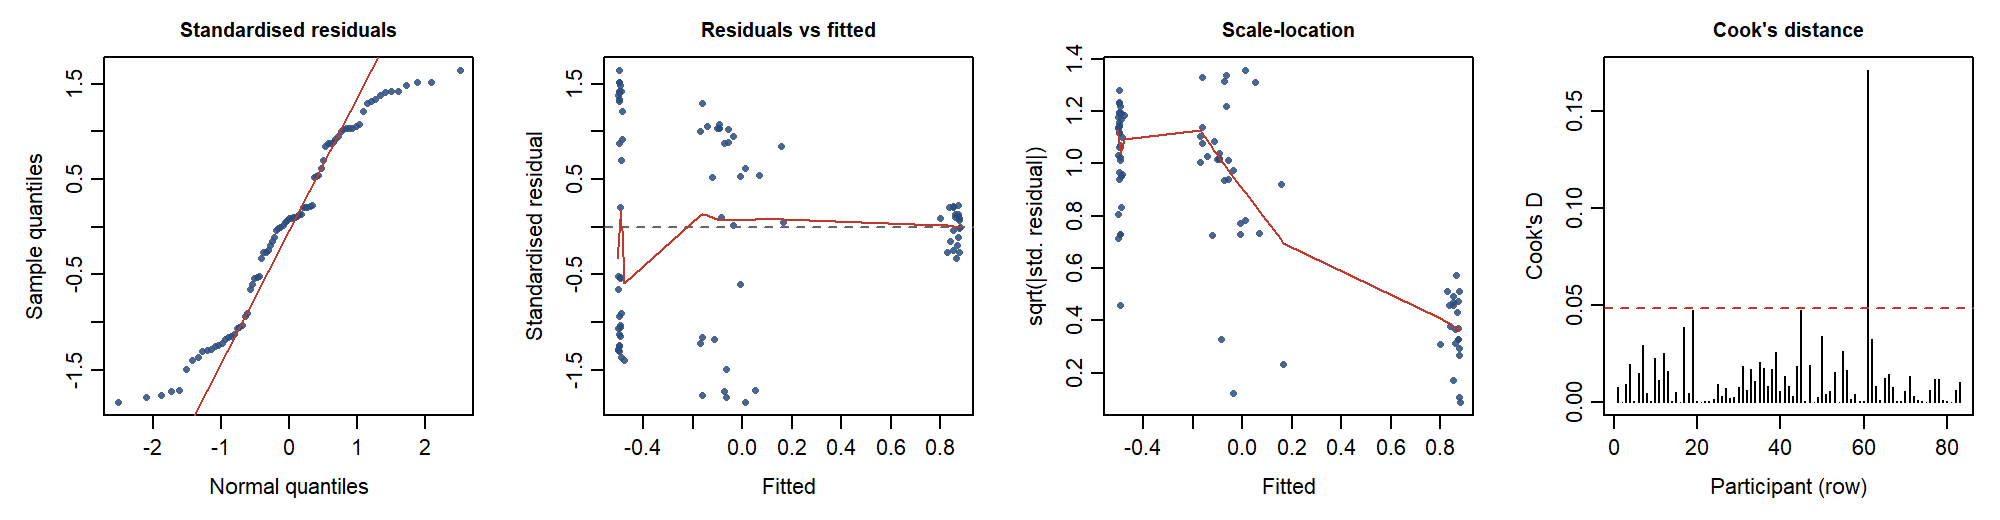 Standardised residuals
Sample quantiles
1.5
0.5
-0.5
-1.5
-2 -1 0 1 2
Normal quantiles
Residuals vs fitted
Standardised residual
1.5
0.5
-0.5
-1.5
-0.4 0.0 0.2 0.4 0.6 0.8
Fitted
Scale-location
sqrt(|std. residual|)
1.4
1.2
1.0
0.8
0.6
0.4
0.2
-0.4 0.0 0.2 0.4 0.6 0.8
Fitted
Cook's distance
Cook's D
0.15
0.10
0.05
0.00
0 20 40 60 80
Participant (row)